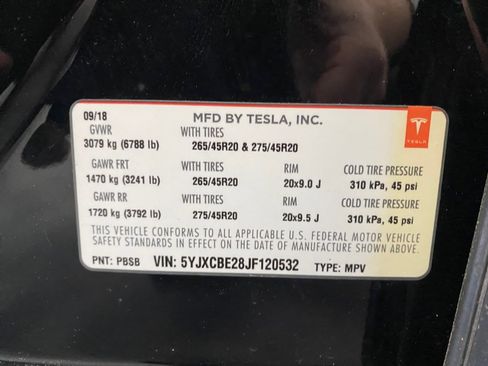 09/18 MFD BY TESLA, INC.
GVWR WITH TIRES
3079 kg (6788 lb) 265/45R20 & 275/45R20
TESLA
GAWR FRT WITH TIRES RIM COLD TIRE PRESSURE
1470 kg (3241 lb) 265/45R20 20x9.0 J 310 kPa, 45 psi
GAWR RR WITH TIRES RIM COLD TIRE PRESSURE
1720 kg (3792 lb) 275/45R20 20x9.5 J 310 kPa, 45 psi
THIS VEHICLE CONFORMS TO ALL APPLICABLE U.S. FEDERAL MOTOR VEHICLE
SAFETY STANDARDS IN EFFECT ON THE DATE OF MANUFACTURE SHOWN ABOVE.
PNT: PBSB VIN: 5YJXCBE28JF120532 TYPE: MPV